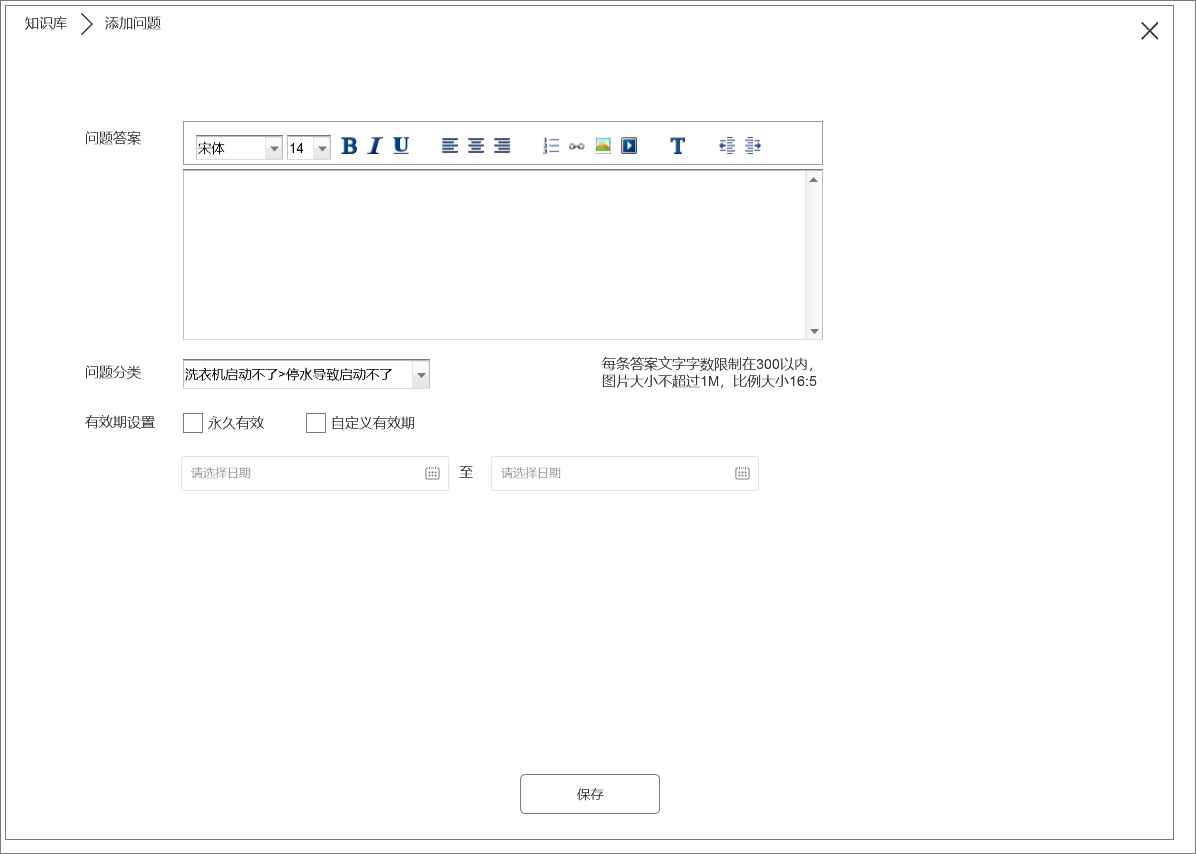 知识库 添加问题
问题答案
宋体 14 B I U T
问题分类
洗衣机启动不了>停水导致启动不了
每条答案文字字数限制在300以内，
图片大小不超过1M，比例大小16:5
有效期设置 永久有效 自定义有效期
请选择日期 至 请选择日期
保存